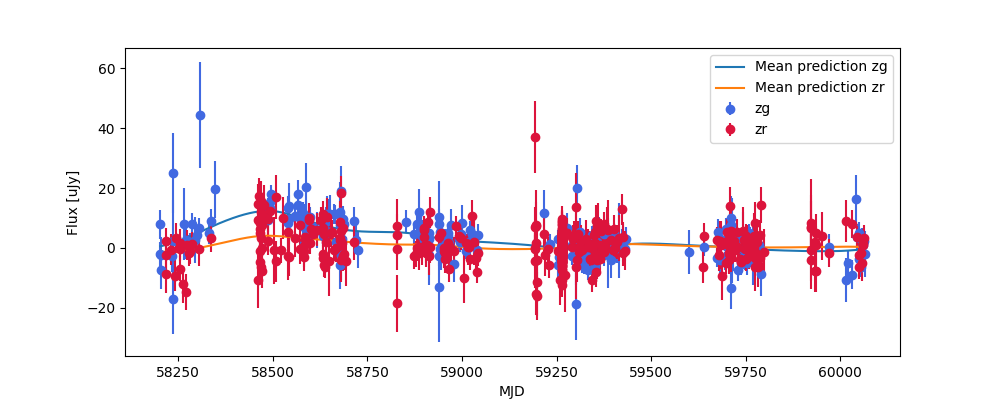 60
40
20
0
−20
Flux [uJy]
58250 58500 58750 59000 59250 59500 59750 60000
MJD
Mean prediction zg
Mean prediction zr
zg
zr